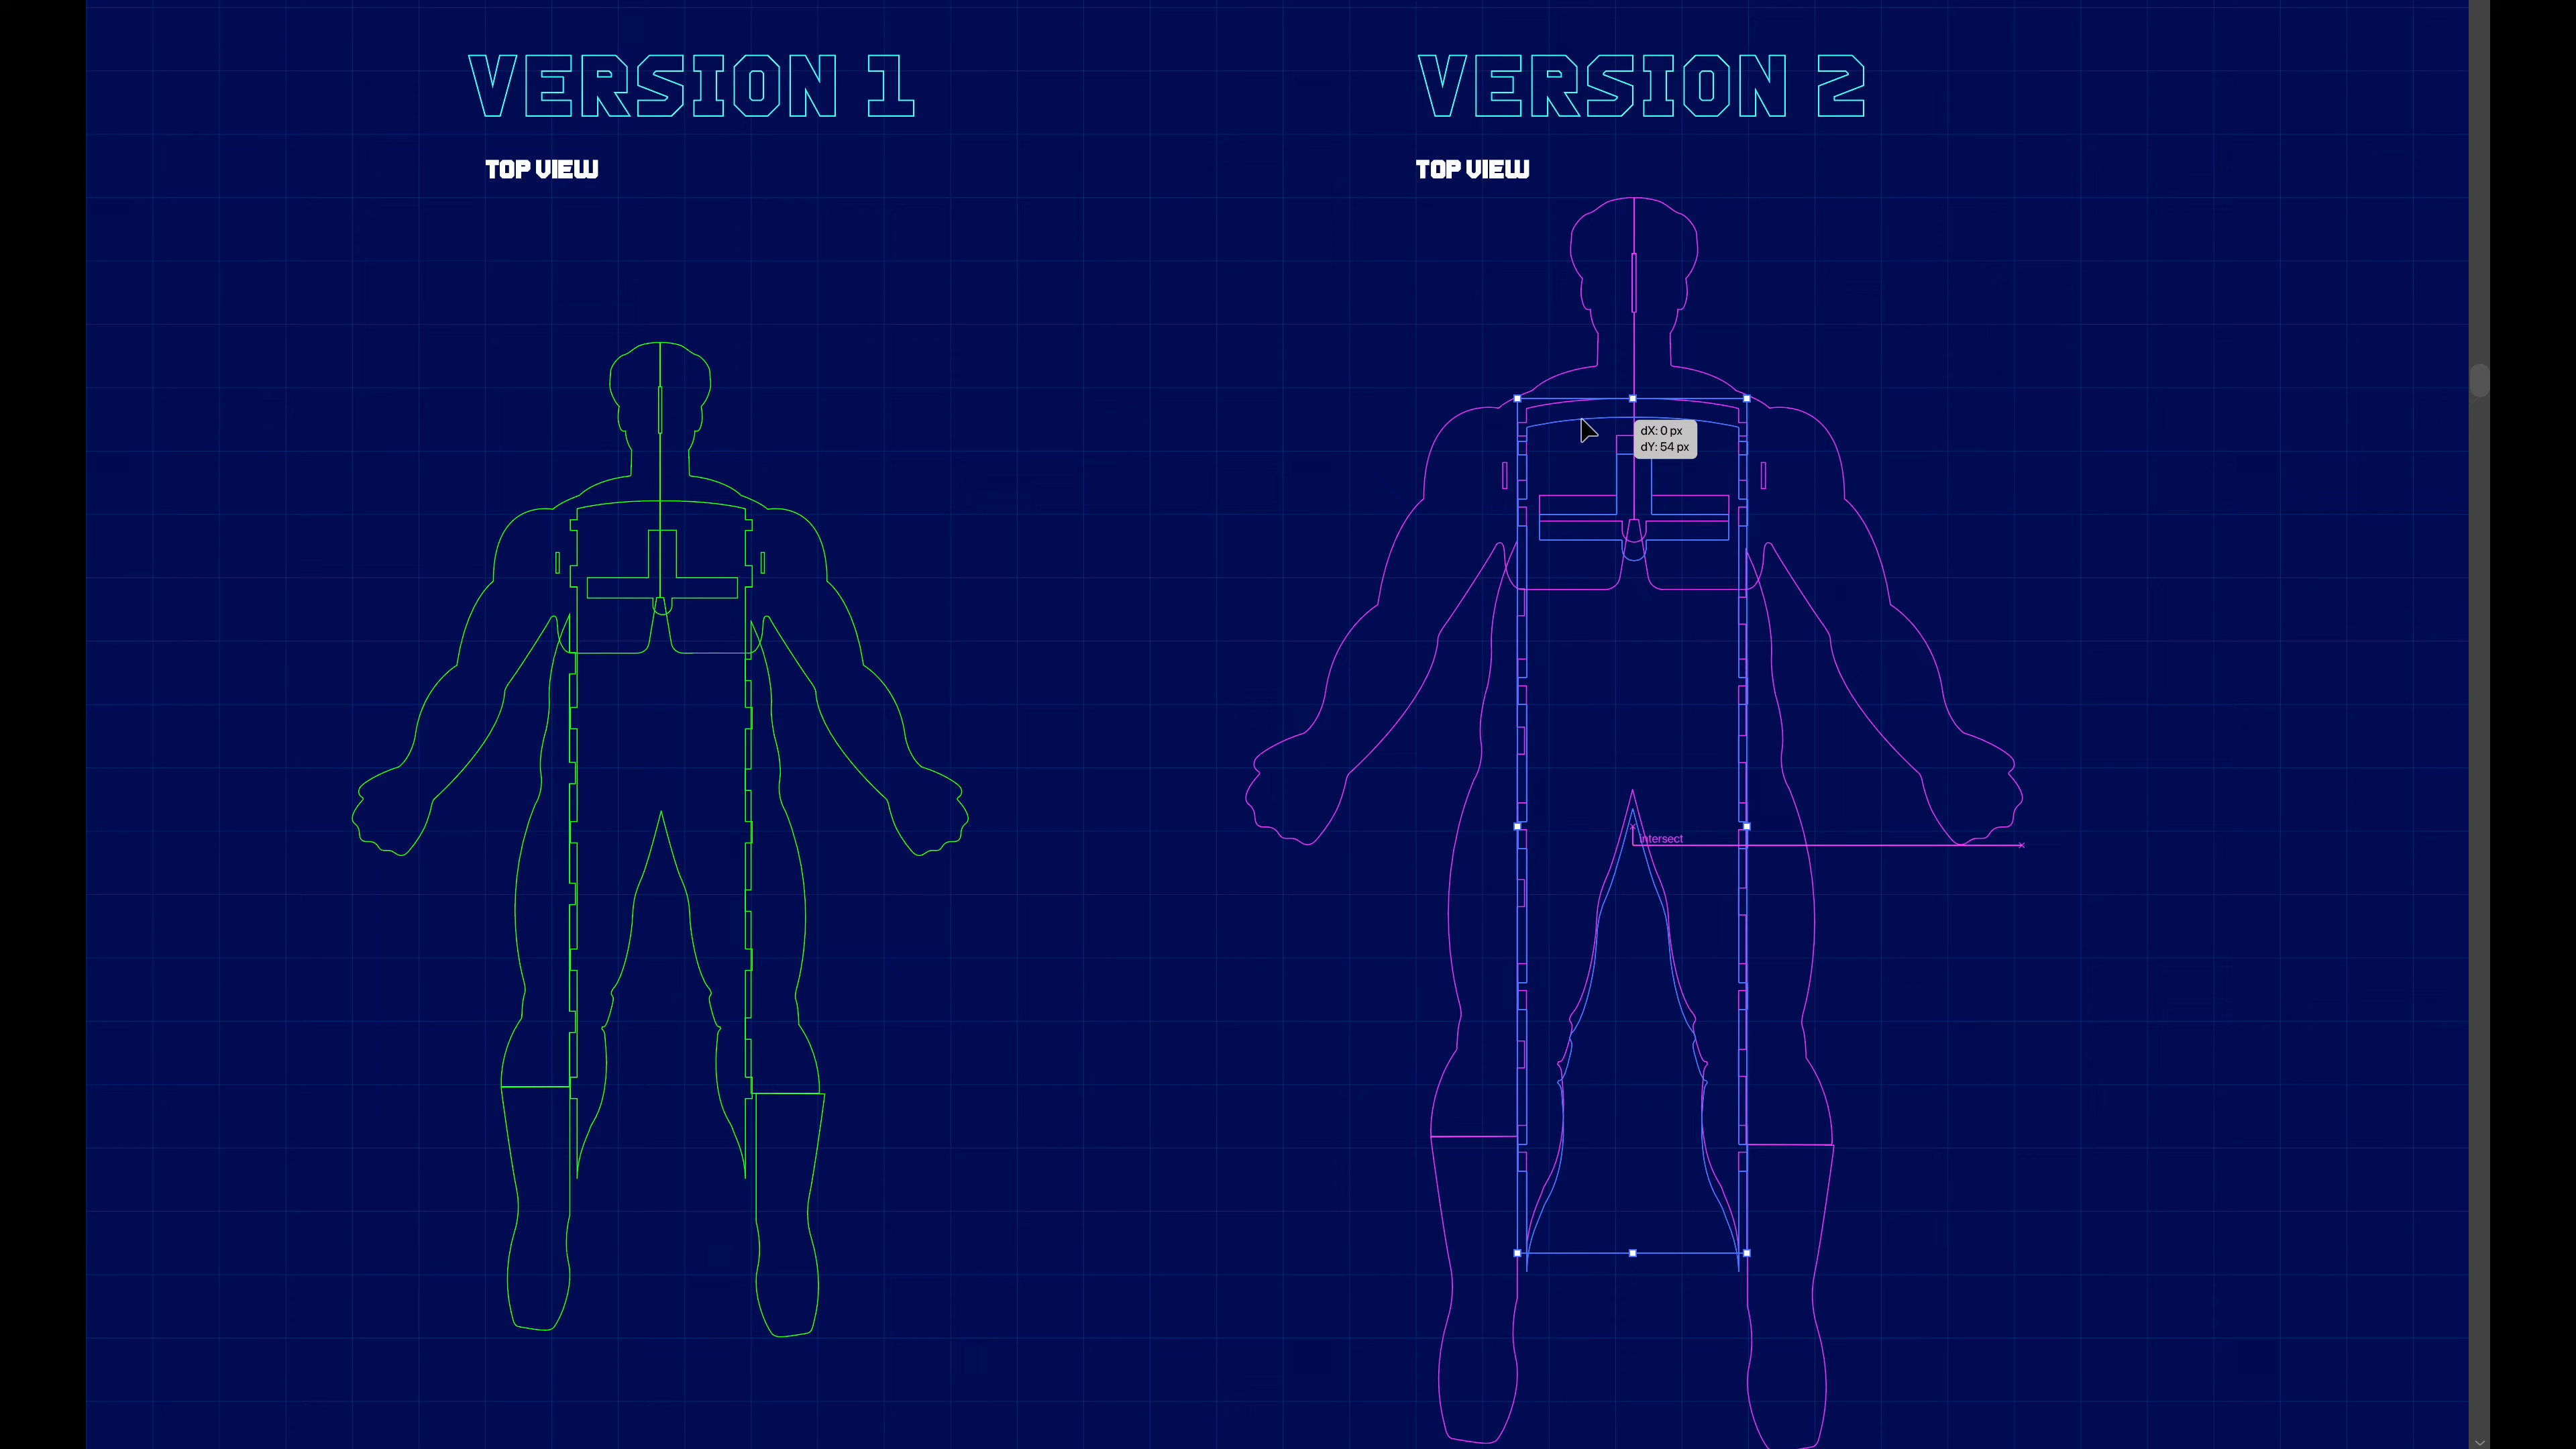 VERSION 1
VERSION 2
TOP VIEW
TOP VIEW
dX: 0 px
dY: 54 px
intersect